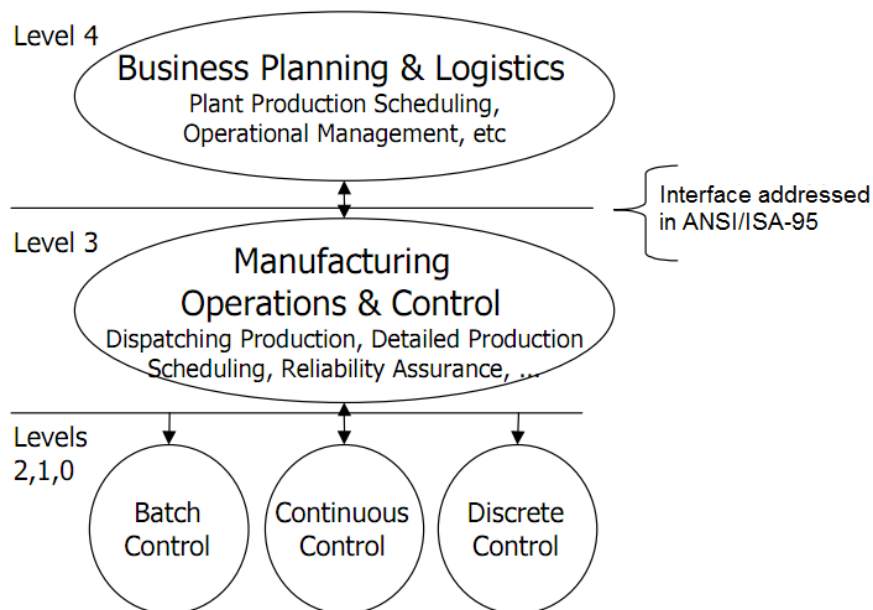 Level 4
Business Planning & Logistics
Plant Production Scheduling,
Operational Management, etc
Interface addressed
in ANSI/ISA-95
Level 3
Manufacturing
Operations & Control
Dispatching Production, Detailed Production
Scheduling, Reliability Assurance, ...
Levels
2,1,0
Batch
Control
Continuous
Control
Discrete
Control